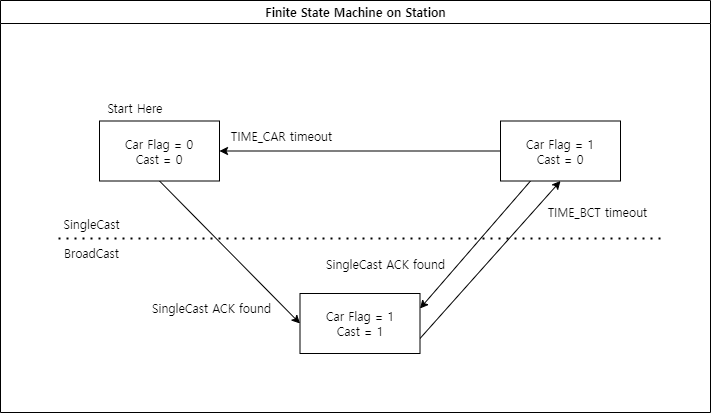 Finite State Machine on Station
Start Here
Car Flag = 0
Cast = 0
TIME_CAR timeout
Car Flag = 1
Cast = 0
TIME_BCT timeout
SingleCast
BroadCast
SingleCast ACK found
SingleCast ACK found
Car Flag = 1
Cast = 1